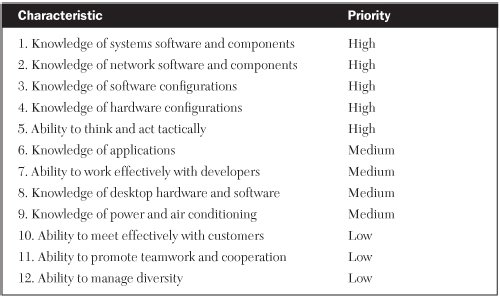 Characteristic Priority
1. Knowledge of systems software and components High
2. Knowledge of network software and components High
3. Knowledge of software configurations High
4. Knowledge of hardware configurations High
5. Ability to think and act tactically High
6. Knowledge of applications Medium
7. Ability to work effectively with developers Medium
8. Knowledge of desktop hardware and software Medium
9. Knowledge of power and air conditioning Medium
10. Ability to meet effectively with customers Low
11. Ability to promote teamwork and cooperation Low
12. Ability to manage diversity Low